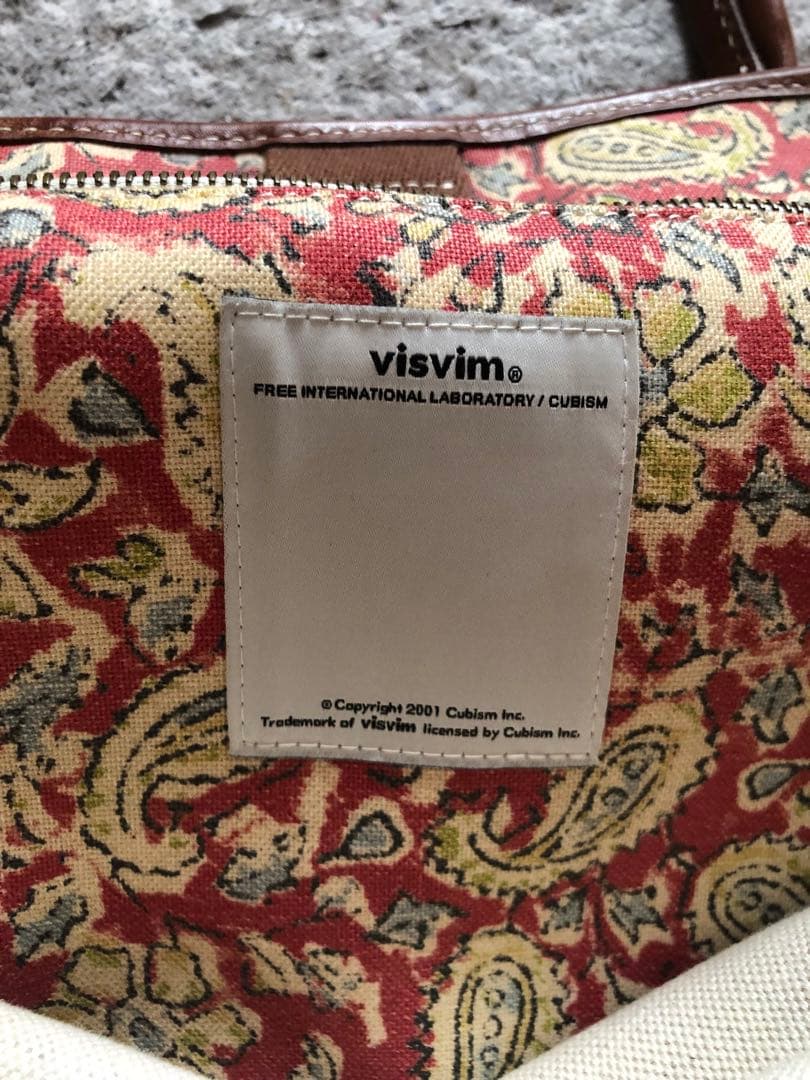 visvim®
FREE INTERNATIONAL LABORATORY / CUBISM
©Copyright 2001 Cubism Inc.
Trademark of visvim licensed by Cubism Inc,